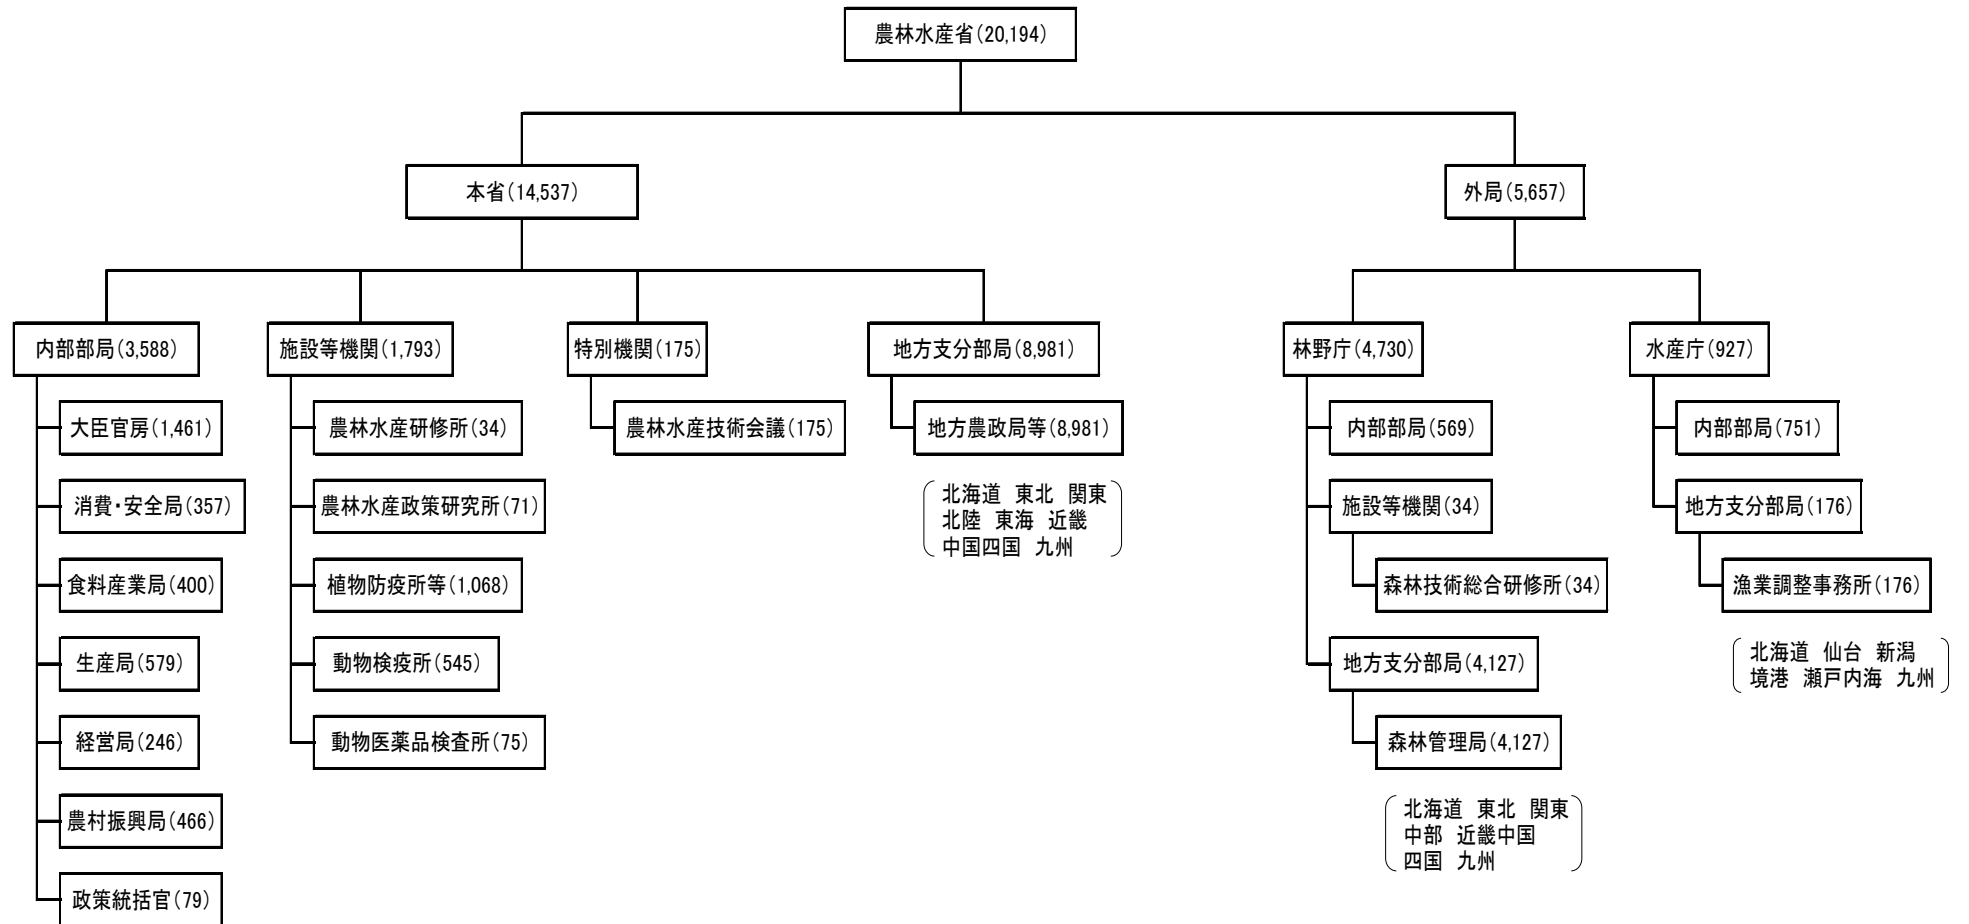 農林水産省(20,194)
本省(14,537)
外局(5,657)
内部部局(3,588)
施設等機関(1,793)
特別機関(175)
地方支分部局(8,981)
林野庁(4,730)
水産庁(927)
大臣官房(1,461)
消費・安全局(357)
食料産業局(400)
生産局(579)
経営局(246)
農村振興局(466)
政策統括官(79)
農林水産研修所(34)
農林水産政策研究所(71)
植物防疫所等(1,068)
動物検疫所(545)
動物医薬品検査所(75)
農林水産技術会議(175)
地方農政局等(8,981)
北海道 東北 関東
北陸 東海 近畿
中国四国 九州
内部部局(569)
施設等機関(34)
森林技術総合研修所(34)
地方支分部局(4,127)
森林管理局(4,127)
北海道 東北 関東
中部 近畿中国
四国 九州
内部部局(751)
地方支分部局(176)
漁業調整事務所(176)
北海道 仙台 新潟
境港 瀬戸内海 九州